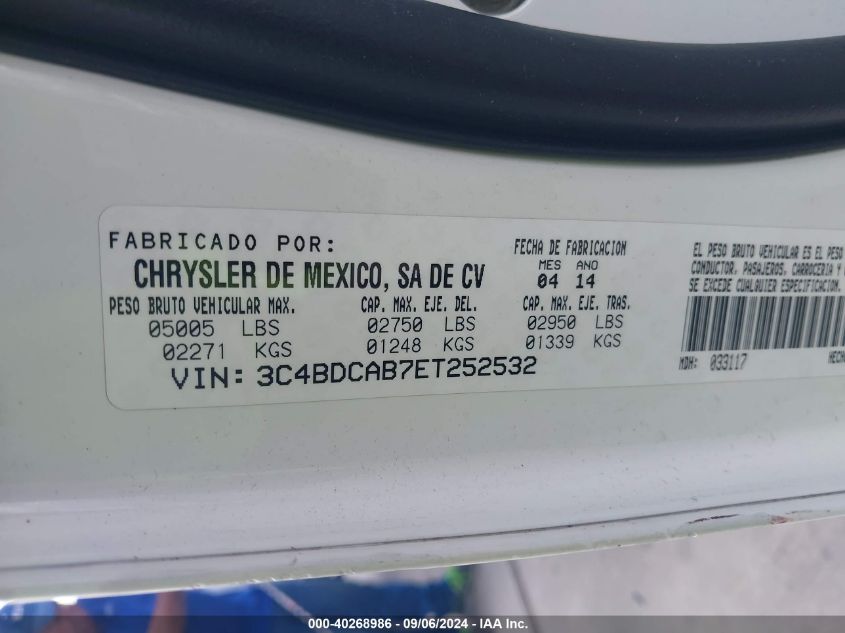 FABRICADO POR:
CHRYSLER DE MEXICO, SA DE CV
FECHA DE FABRICACION
MES ANO
04 14
PESO BRUTO VEHICULAR MAX.
05005 LBS
02271 KGS
CAP. MAX. EJE. DEL.
02750 LBS
01248 KGS
CAP. MAX. EJE. TRAS.
02950 LBS
01339 KGS
VIN: 3C4BDCAB7ET252532
EL PESO BRUTO VEHICULAR ES EL PESO
CONDUCTOR, PASAJEROS, CARROCERIA Y
SE EXCEDE CUALQUIER ESPECIFICACION.
MDH: 033117
000-40268986 - 09/06/2024 - IAA Inc.